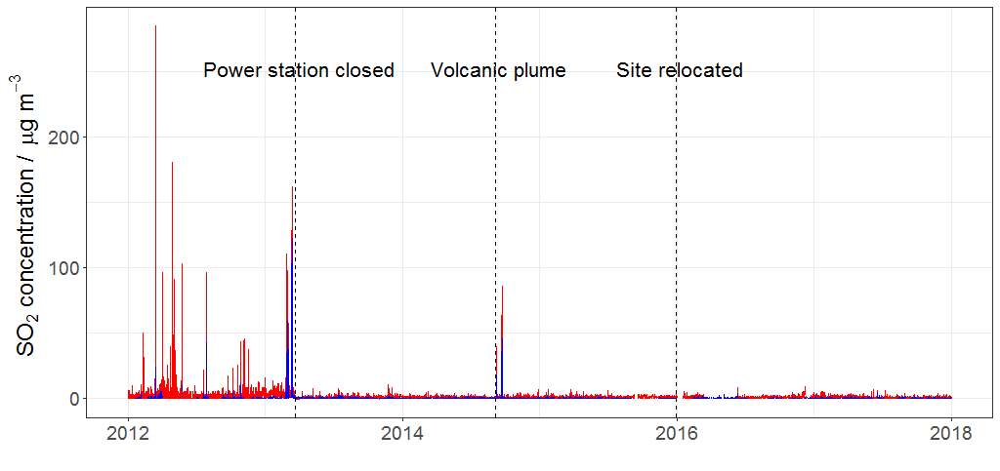 Power station closed
Volcanic plume
Site relocated
SO₂ concentration / μg m⁻³
200
100
0
2012
2014
2016
2018